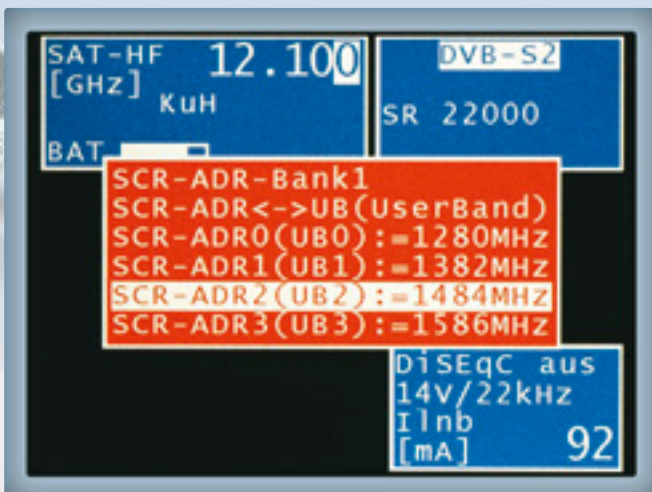 SAT-HF 12.100
[GHz]
KuH
BAT
DVB-S2
SR 22000
SCR-ADR-Bank1
SCR-ADR<->UB(UserBand)
SCR-ADR0(UB0):=1280MHz
SCR-ADR1(UB1):=1382MHz
SCR-ADR2(UB2):=1484MHz
SCR-ADR3(UB3):=1586MHz
DiSEqC aus
14V/22kHz
Ilnb
[mA] 92